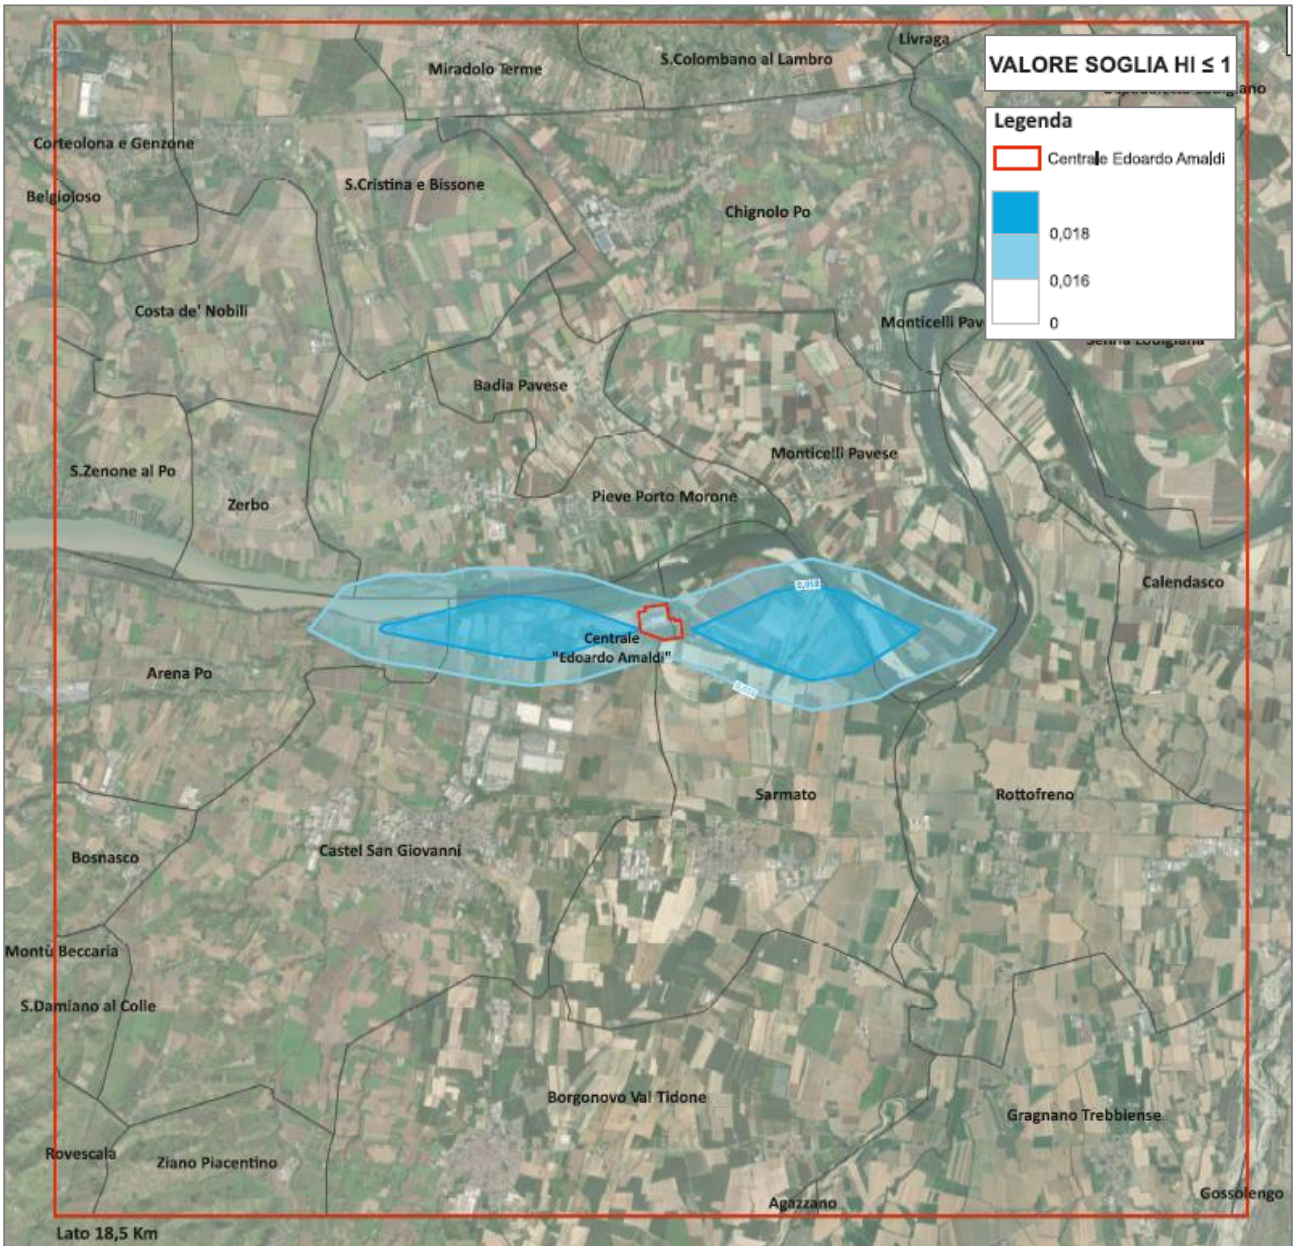 Livraga
S.Colombano al Lambro
Miradolo Terme
VALORE SOGLIA HI ≤ 1
Legenda
Centrale Edoardo Amaldi
0,018
0,016
0
Corteolona e Genzone
S.Cristina e Bissone
Belgioloso
Chignolo Po
Costa de' Nobili
Monticelli Pav
Badia Pavese
Monticelli Pavese
S.Zenone al Po
Pieve Porto Morone
Zerbo
Calendasco
0,018
Centrale
"Edoardo Amaldi"
Arena Po
0,016
Sarmato
Rottofreno
Castel San Giovanni
Bosnasco
Montù Beccaria
S.Damiano al Colle
Borgonovo Val Tidone
Gragnano Trebbiense
Rovescala
Ziano Piacentino
Gossolengo
Agazzano
Lato 18,5 Km